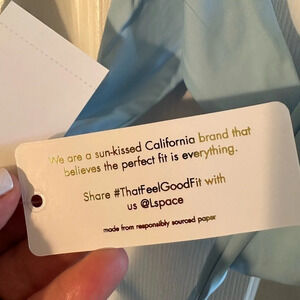 We are a sun-kissed California brand that
believes the perfect fit is everything.
Share #ThatFeelGoodFit with
us @Lspace
made from responsibly sourced paper